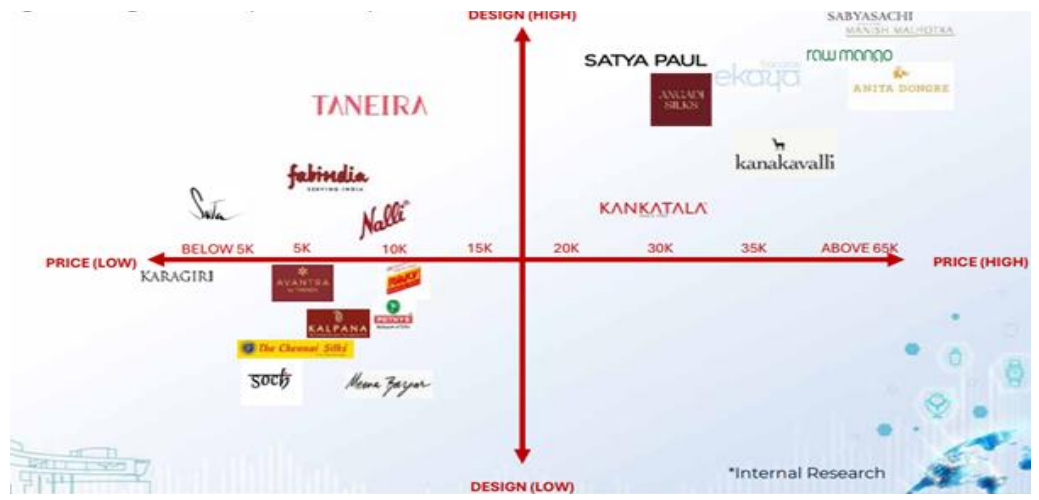 DESIGN (HIGH)
SABYASACHI
MANISH MALHOTRA
SATYA PAUL
raw mango
ekaya
ANITA DONGRE
ANGADI
SILKS
TANEIRA
kanakavalli
fabindia
Nalli
KANKATALA
BELOW 5K 5K 10K 15K 20K 30K 35K ABOVE 65K
PRICE (LOW) PRICE (HIGH)
KARAGIRI
AVANTRA
KALPANA
POTHYS
The Chennai Silks
soch
Meena Bazaar
*Internal Research
DESIGN (LOW)